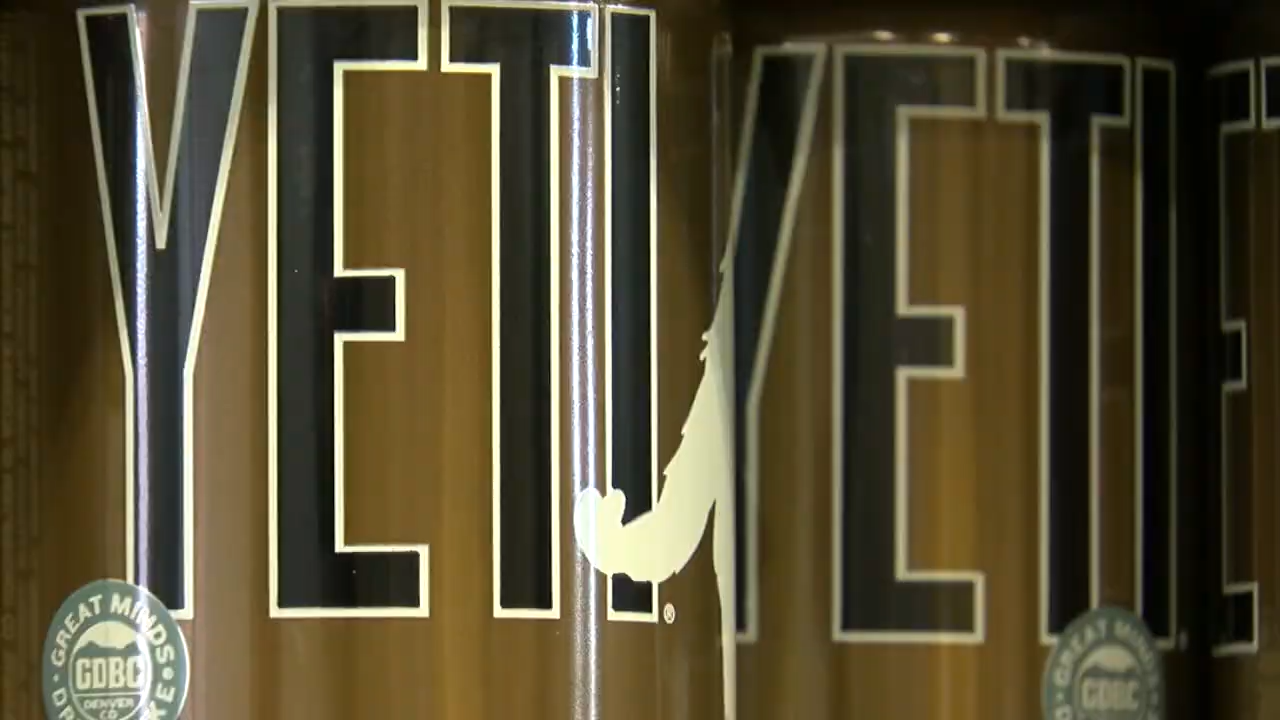 YETI®
YETI
E
GREAT MINDS
GDBC
DENVER
CO
GREAT MINDS
GDBC